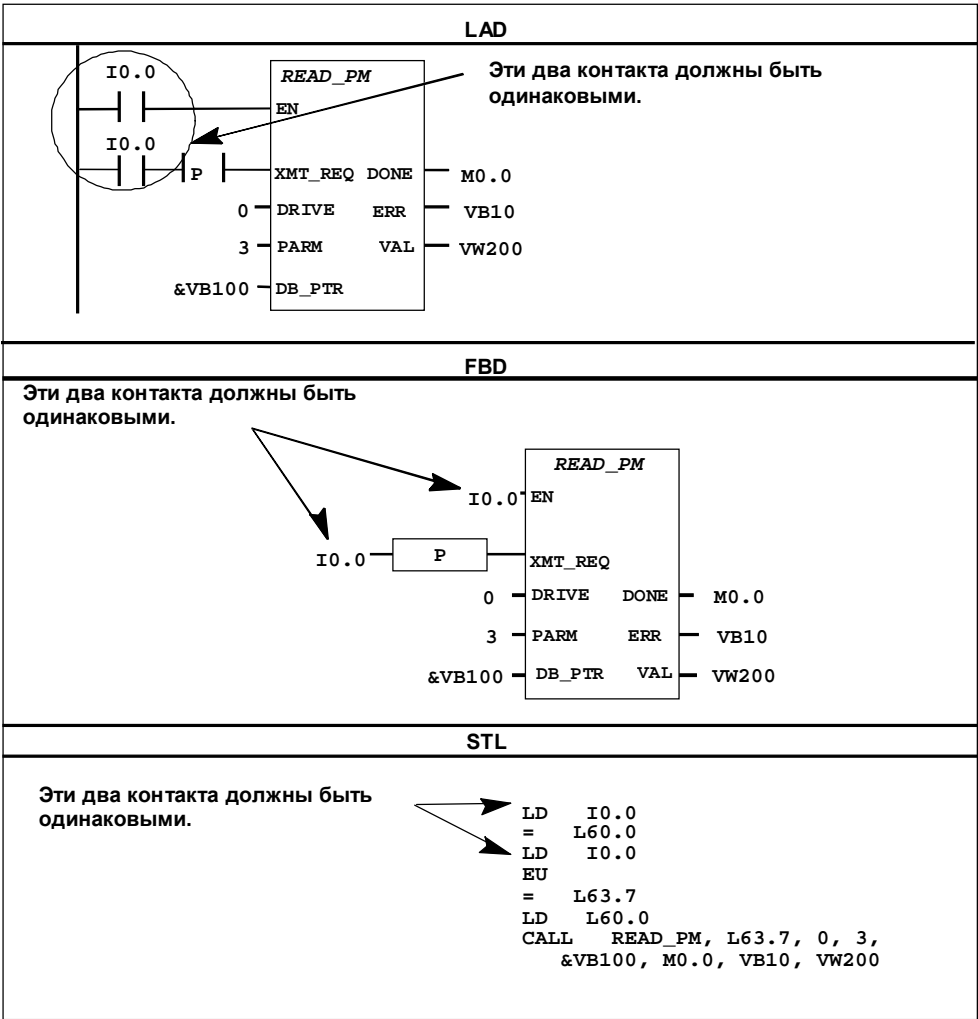 LAD
I0.0
READ_PM
Эти два контакта должны быть
одинаковыми.
EN
I0.0
P
XMT_REQ DONE M0.0
0 DRIVE ERR VB10
3 PARM VAL VW200
&VB100 DB_PTR
FBD
Эти два контакта должны быть
одинаковыми.
READ_PM
I0.0 EN
I0.0 P XMT_REQ
0 DRIVE DONE M0.0
3 PARM ERR VB10
&VB100 DB_PTR VAL VW200
STL
Эти два контакта должны быть
одинаковыми.
LD I0.0
= L60.0
LD I0.0
EU
= L63.7
LD L60.0
CALL READ_PM, L63.7, 0, 3,
&VB100, M0.0, VB10, VW200